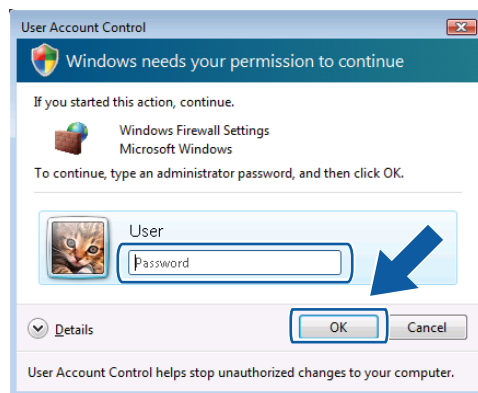 User Account Control
Windows needs your permission to continue
If you started this action, continue.
Windows Firewall Settings
Microsoft Windows
To continue, type an administrator password, and then click OK.
User
Password
Details
OK
Cancel
User Account Control helps stop unauthorized changes to your computer.